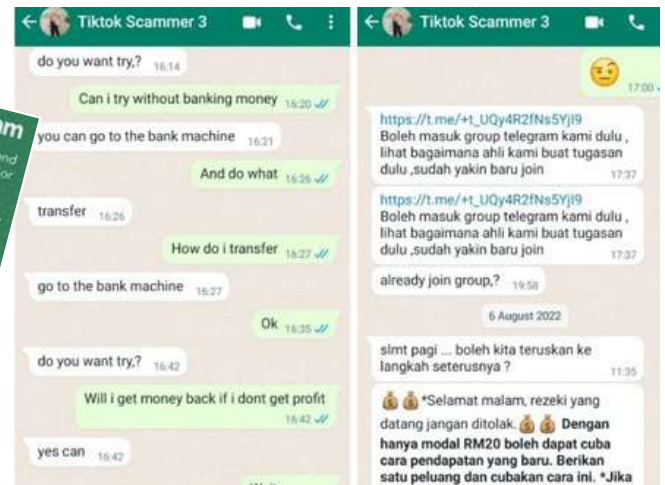 Tiktok Scammer 3
do you want try,? 16:14
Can i try without banking money 16:20
you can go to the bank machine 16:21
And do what 16:26
transfer 16:26
How do i transfer 16:27
go to the bank machine 16:27
Ok 16:35
do you want try,? 16:42
Will i get money back if i dont get profit
16:42
yes can 16:42
am
and
or
Tiktok Scammer 3
17:00
https://t.me/+t_UQy4R2fNs5YjI9
Boleh masuk group telegram kami dulu ,
lihat bagaimana ahli kami buat tugasan
dulu ,sudah yakin baru join 17:37
https://t.me/+t_UQy4R2fNs5YjI9
Boleh masuk group telegram kami dulu ,
lihat bagaimana ahli kami buat tugasan
dulu ,sudah yakin baru join 17:37
already join group,? 19:58
6 August 2022
slmt pagi ... boleh kita teruskan ke
langkah seterusnya ? 11:35
*Selamat malam, rezeki yang
datang jangan ditolak. Dengan
hanya modal RM20 boleh dapat cuba
cara pendapatan yang baru. Berikan
satu peluang dan cubakan cara ini. *Jika